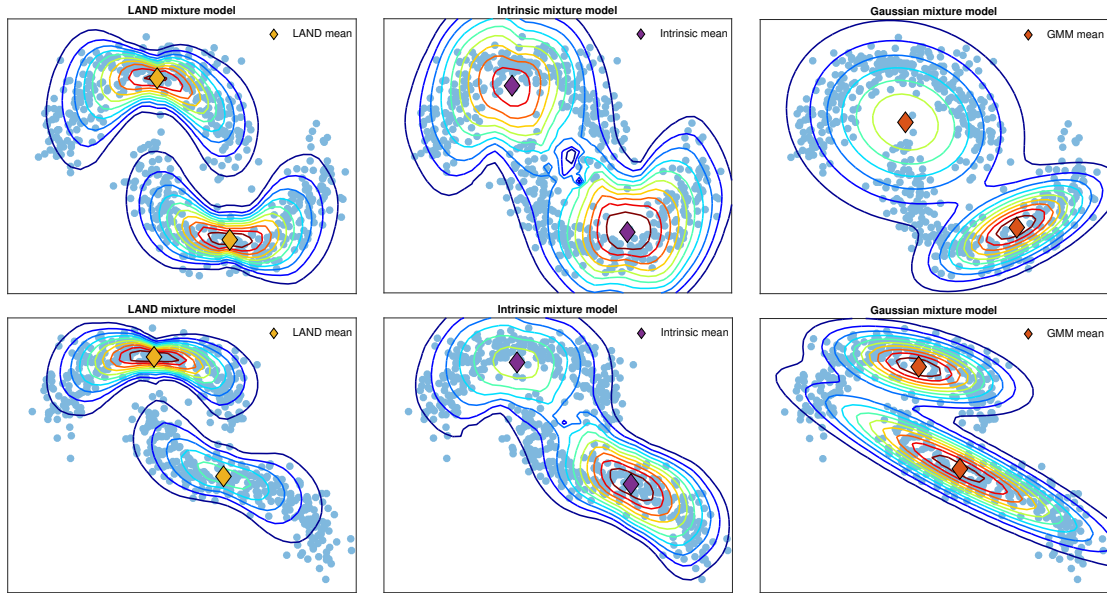 LAND mixture model
LAND mean
Intrinsic mixture model
Intrinsic mean
Gaussian mixture model
GMM mean
LAND mixture model
LAND mean
Intrinsic mixture model
Intrinsic mean
Gaussian mixture model
GMM mean